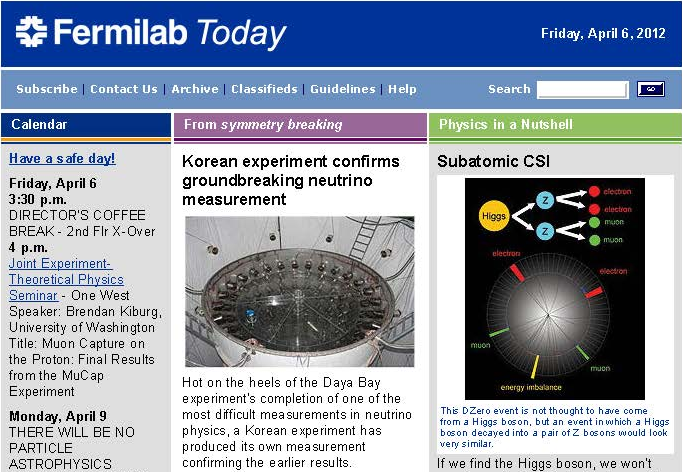 Fermilab Today
Friday, April 6, 2012
Subscribe | Contact Us | Archive | Classifieds | Guidelines | Help
Search
GO
Calendar
Have a safe day!
Friday, April 6
3:30 p.m.
DIRECTOR'S COFFEE
BREAK - 2nd Flr X-Over
4 p.m.
Joint Experiment-
Theoretical Physics
Seminar - One West
Speaker: Brendan Kiburg,
University of Washington
Title: Muon Capture on
the Proton: Final Results
from the MuCap
Experiment
Monday, April 9
THERE WILL BE NO
PARTICLE
ASTROPHYSICS
From symmetry breaking
Korean experiment confirms
groundbreaking neutrino
measurement
Hot on the heels of the Daya Bay
experiment's completion of one of the
most difficult measurements in neutrino
physics, a Korean experiment has
produced its own measurement
confirming the earlier results.
Physics in a Nutshell
Subatomic CSI
Higgs
Z
Z
electron
electron
muon
muon
electron
electron
muon
muon
energy imbalance
This DZero event is not thought to have come
from a Higgs boson, but an event in which a Higgs
boson decayed into a pair of Z bosons would look
very similar.
If we find the Higgs boson, we won't